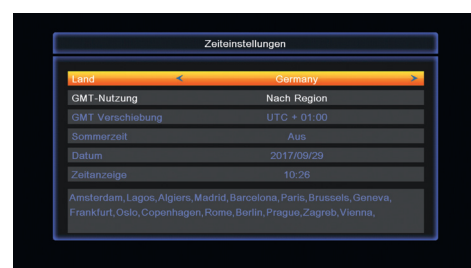 Zeiteinstellungen
Land Germany
GMT-Nutzung Nach Region
GMT Verschiebung UTC + 01:00
Sommerzeit Aus
Datum 2017/09/29
Zeitanzeige 10:26
Amsterdam,Lagos,Algiers,Madrid,Barcelona,Paris,Brussels,Geneva,
Frankfurt,Oslo,Copenhagen,Rome,Berlin,Prague,Zagreb,Vienna,